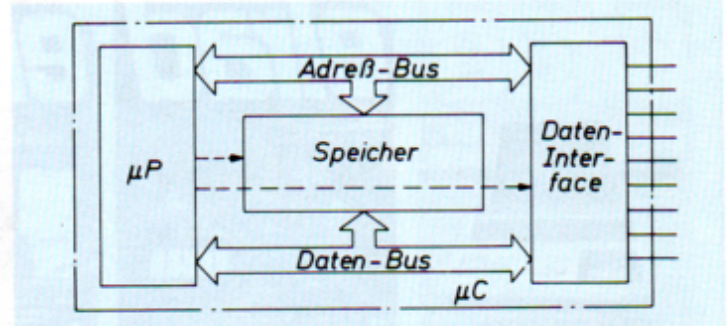 Adreß-Bus
µP
Speicher
Daten-
Inter-
face
Daten-Bus
µC